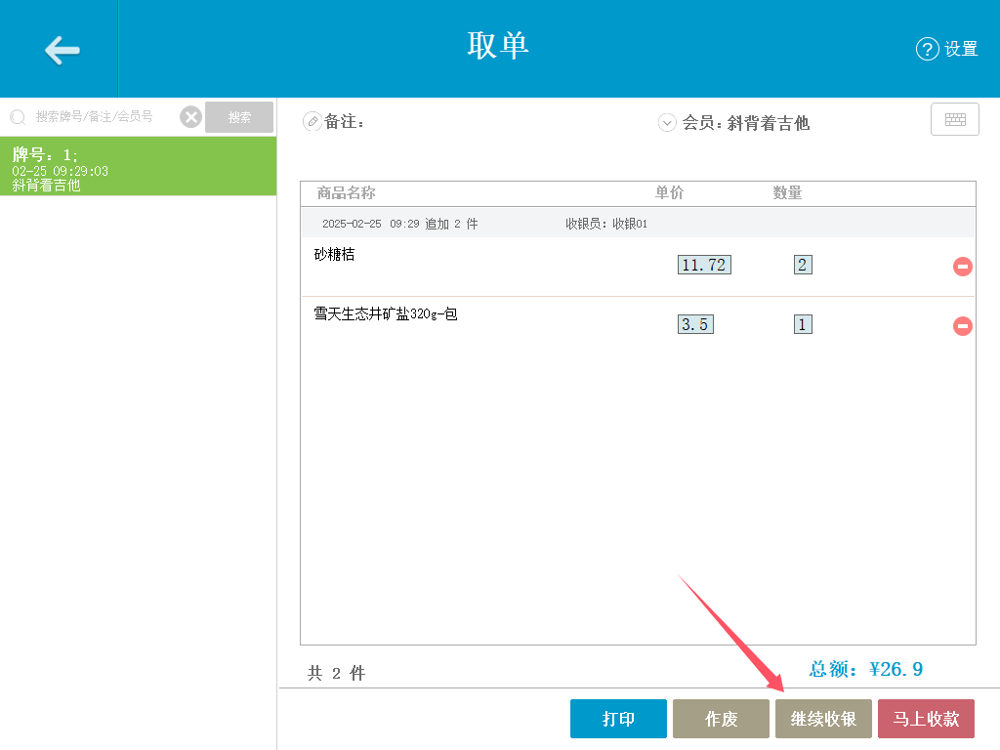 取单
? 设置
搜索牌号/备注/会员号
搜索
牌号：1;
02-25 09:29:03
斜背着吉他
备注：
会员：斜背着吉他
商品名称 单价 数量
2025-02-25 09:29 追加 2 件 收银员：收银01
砂糖桔 11.72 2
雪天生态井矿盐320g-包 3.5 1
共 2 件
总额：¥26.9
打印 作废 继续收银 马上收款